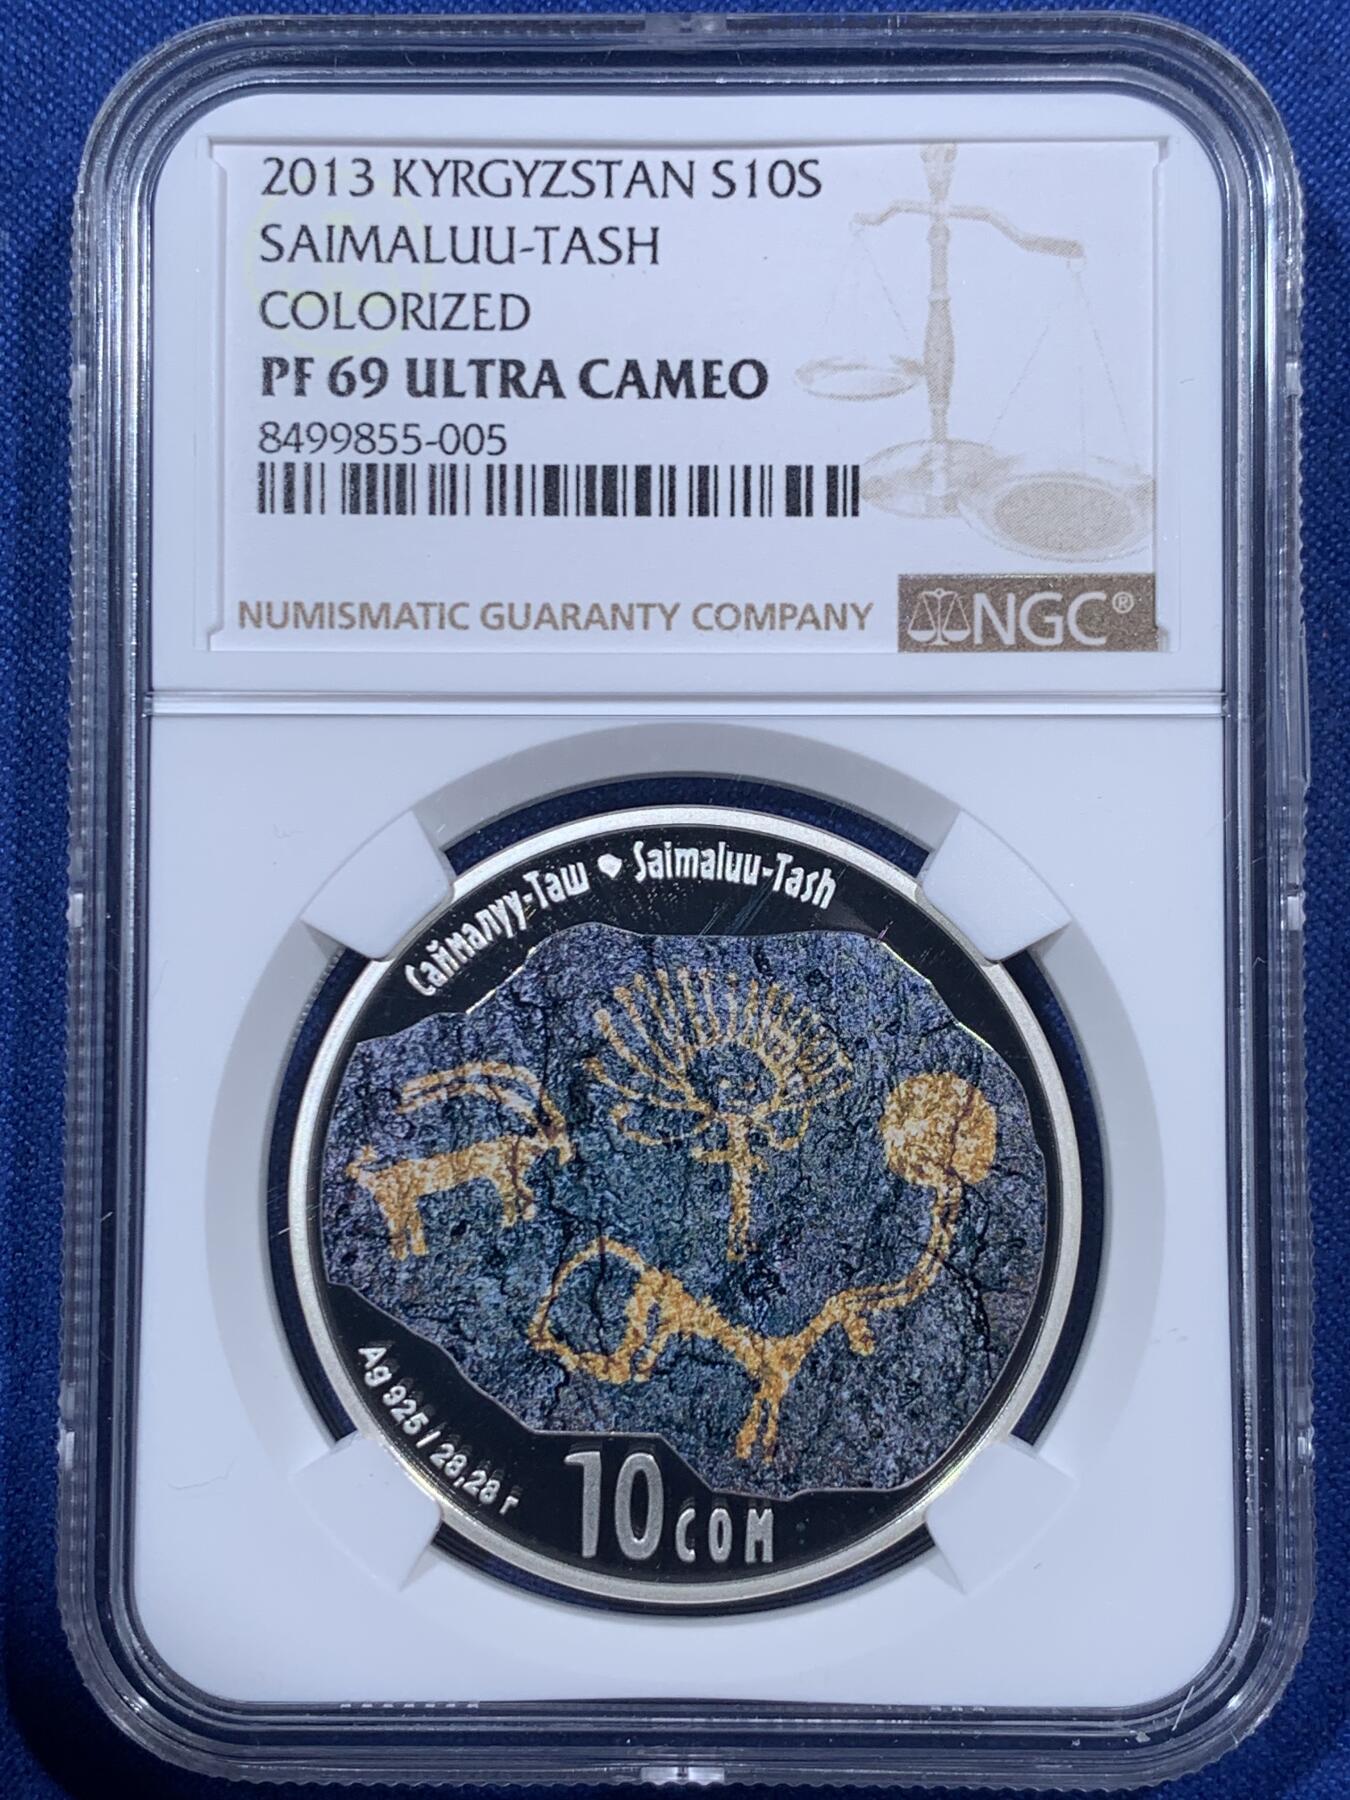 2013 KYRGYZSTAN S10S
SAIMALUU-TASH
COLORIZED
PF 69 ULTRA CAMEO
8499855-005
NUMISMATIC GUARANTY COMPANY
NGC®
Саймалуу-Таш • Saimaluu-Tash
Ag 925 / 28,28 г
10 СОМ